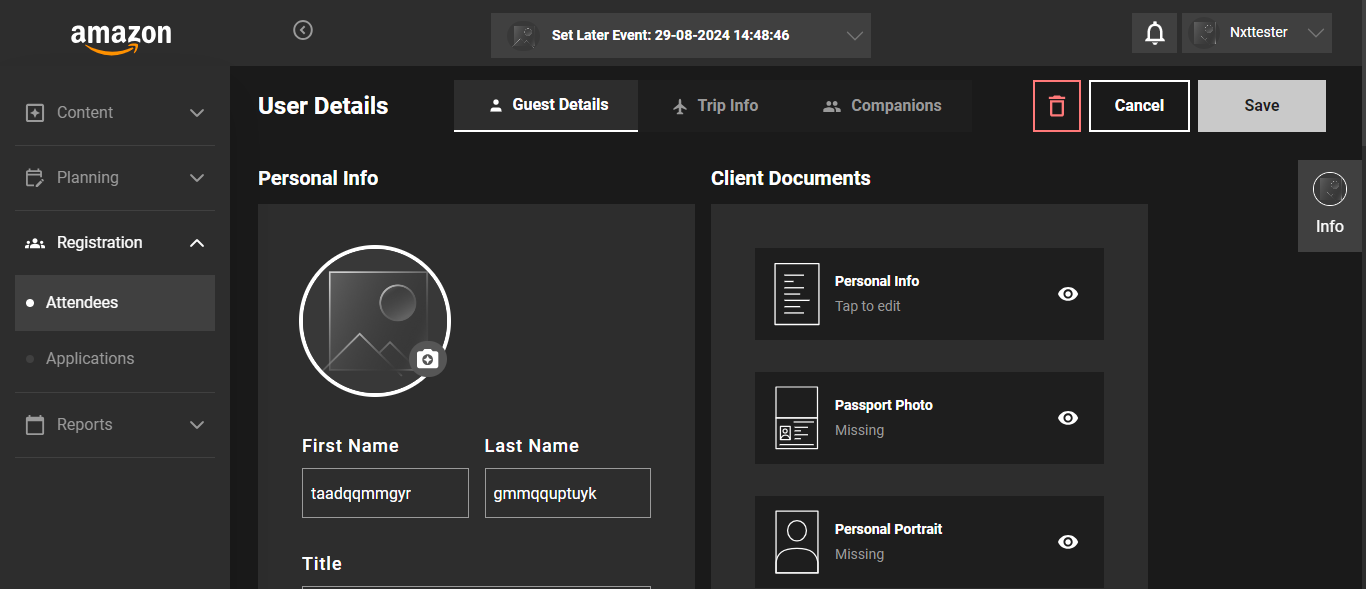 amazon
Set Later Event: 29-08-2024 14:48:46
Nxttester
Content
Planning
Registration
Attendees
Applications
Reports
User Details
Guest Details
Trip Info
Companions
Cancel
Save
Info
Personal Info
First Name
Last Name
taadqqmmgyr
gmmqquptuyk
Title
Client Documents
Personal Info
Tap to edit
Passport Photo
Missing
Personal Portrait
Missing